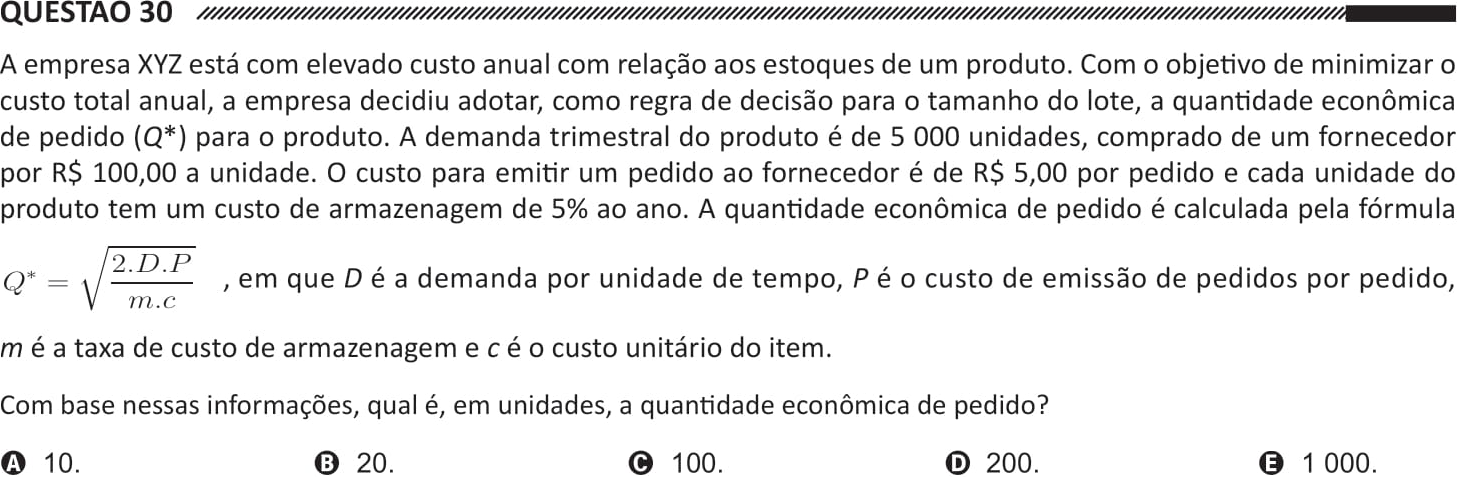 QUESTÃO 30
A empresa XYZ está com elevado custo anual com relação aos estoques de um produto. Com o objetivo de minimizar o
custo total anual, a empresa decidiu adotar, como regra de decisão para o tamanho do lote, a quantidade econômica
de pedido (Q*) para o produto. A demanda trimestral do produto é de 5 000 unidades, comprado de um fornecedor
por R$ 100,00 a unidade. O custo para emitir um pedido ao fornecedor é de R$ 5,00 por pedido e cada unidade do
produto tem um custo de armazenagem de 5% ao ano. A quantidade econômica de pedido é calculada pela fórmula
Q* = √(2.D.P / m.c) , em que D é a demanda por unidade de tempo, P é o custo de emissão de pedidos por pedido,
m é a taxa de custo de armazenagem e c é o custo unitário do item.
Com base nessas informações, qual é, em unidades, a quantidade econômica de pedido?
A 10. B 20. C 100. D 200. E 1 000.